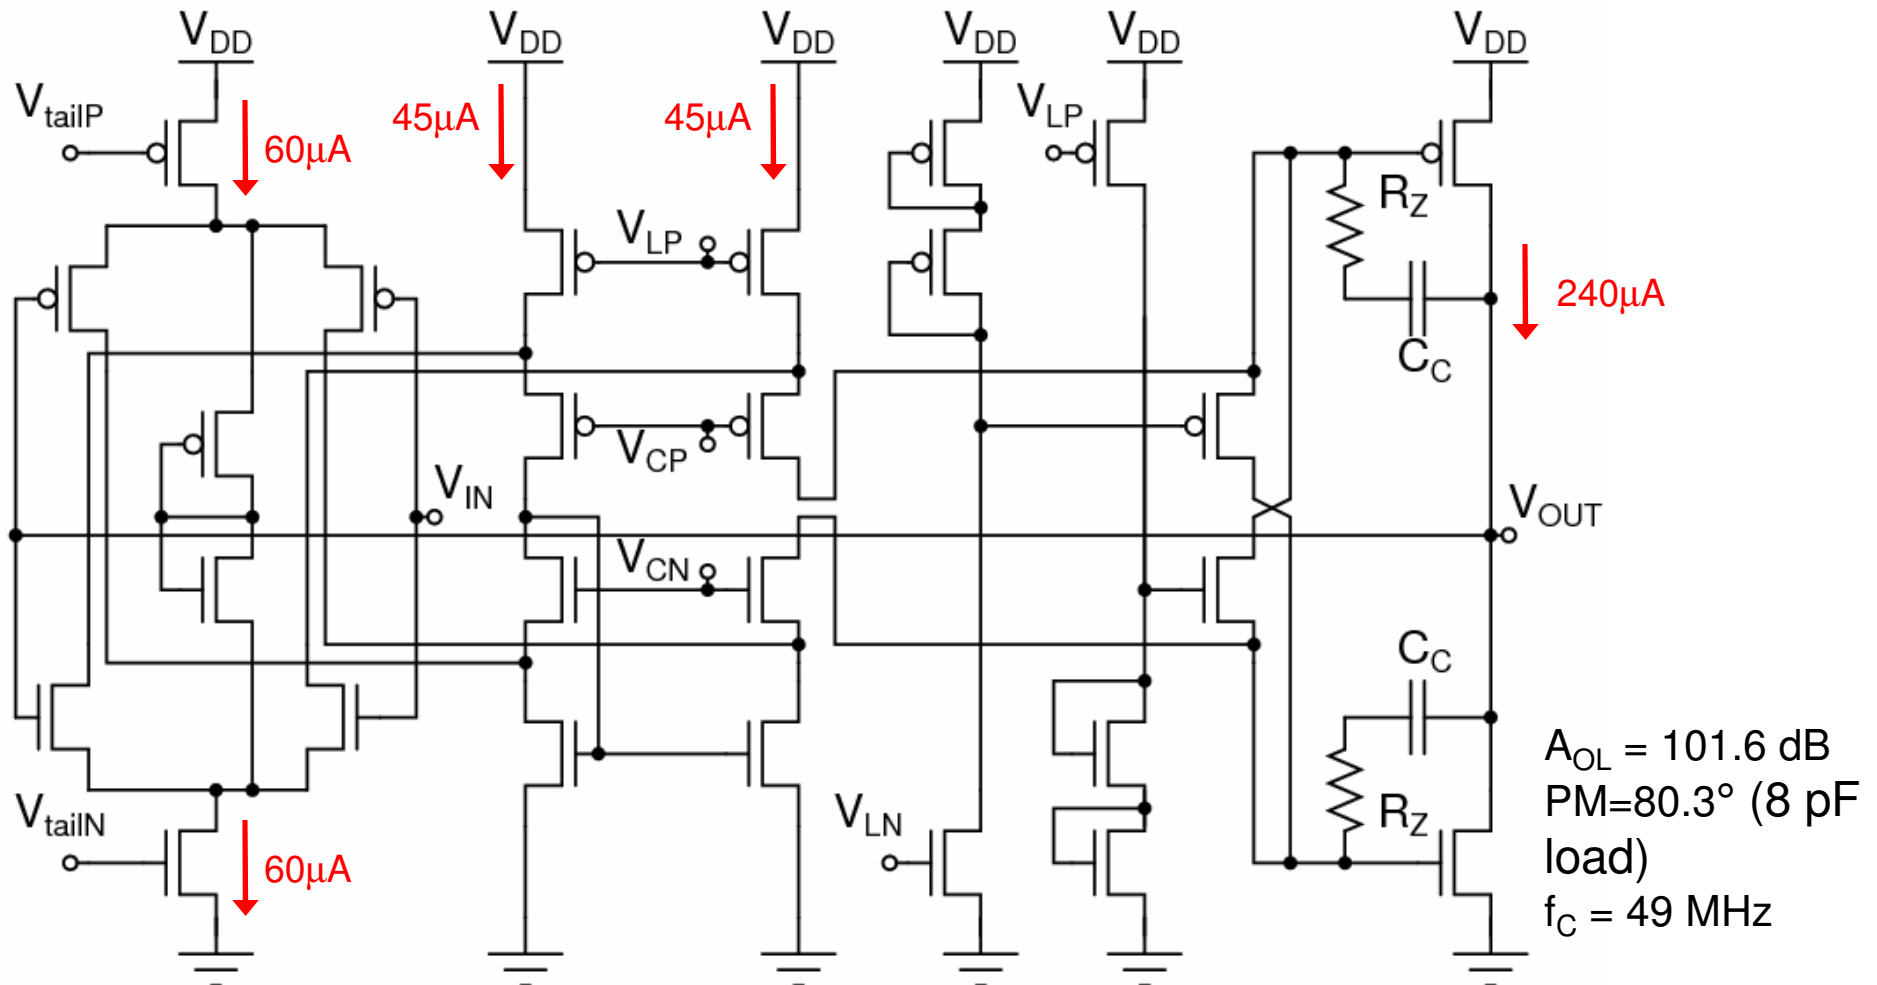 VDD VDD VDD VDD VDD VDD
VtailP
60µA
45µA
45µA
VLP
RZ
VLP
240µA
CC
VCP
VIN
VOUT
VCN
CC
VtailN
VLN
RZ
60µA
AOL = 101.6 dB
PM=80.3° (8 pF
load)
fC = 49 MHz